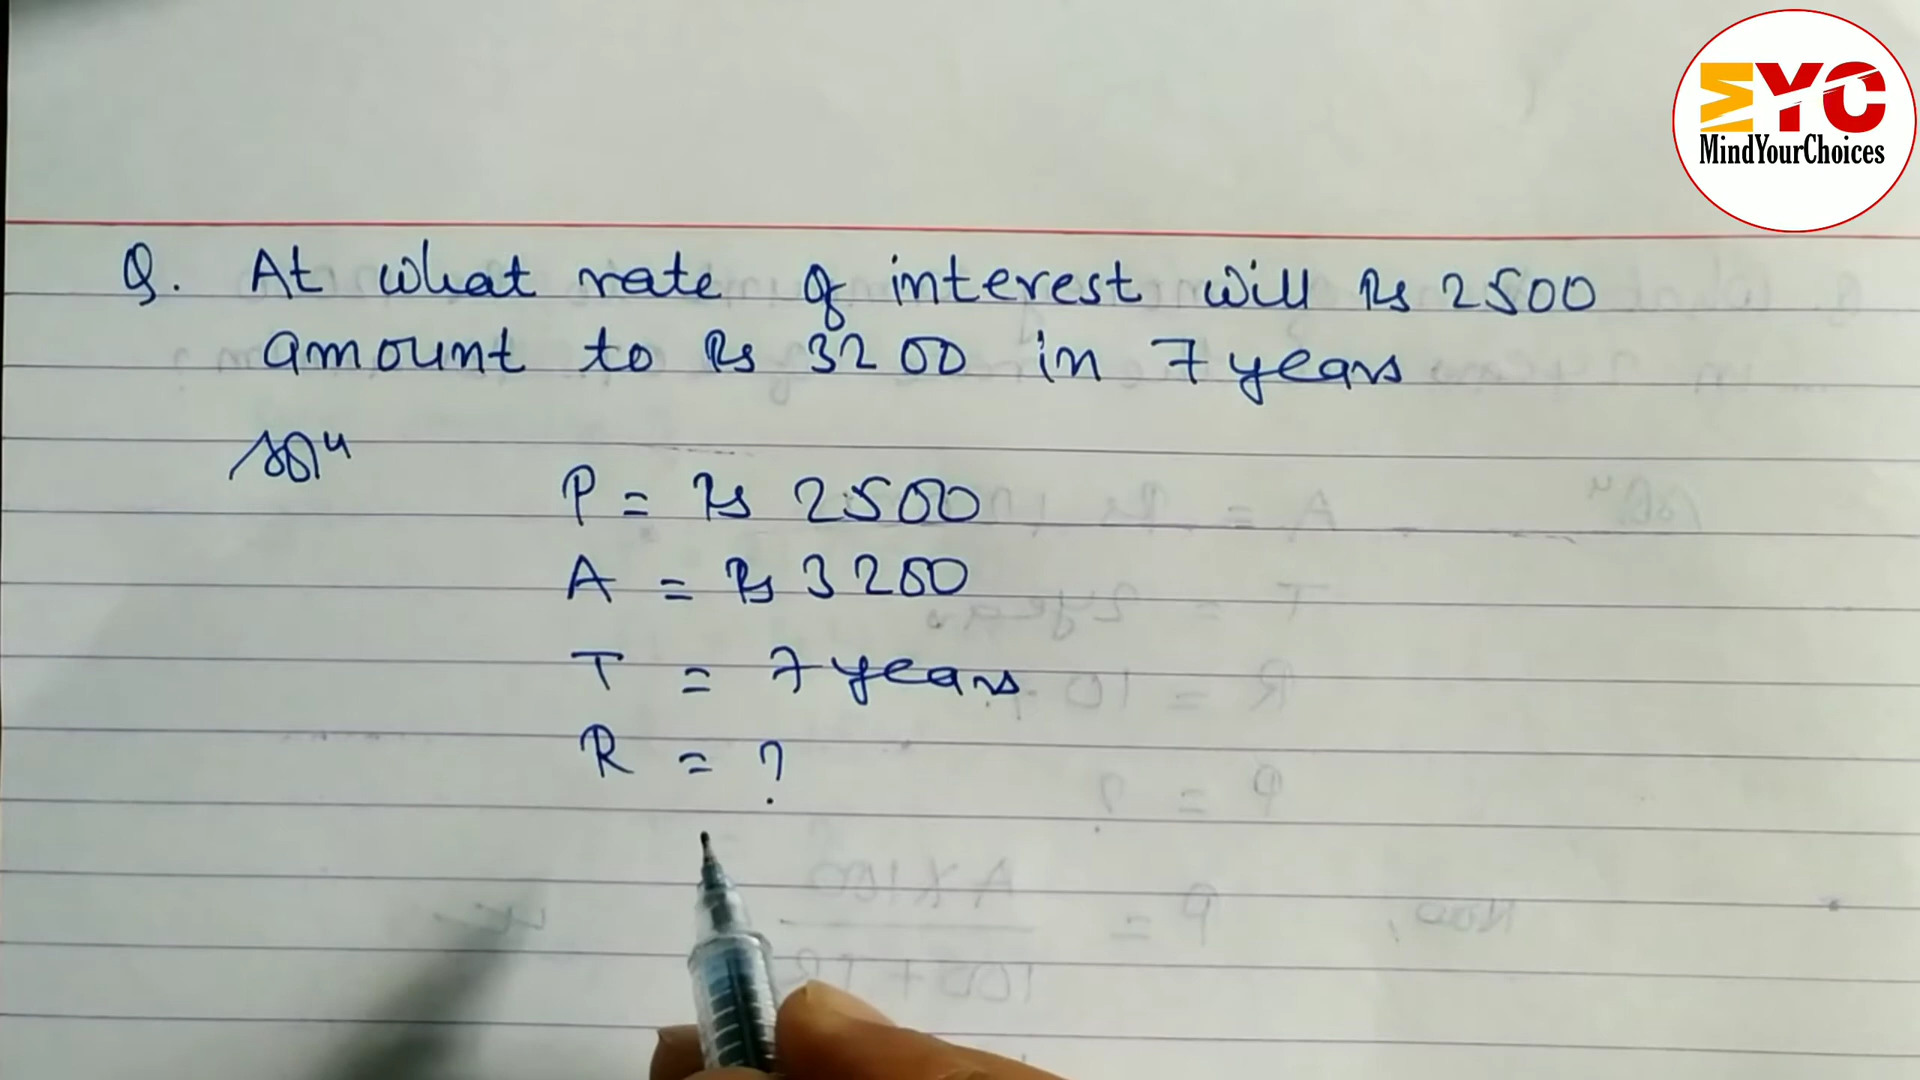 MYC
MindYourChoices
Q. At what rate of interest will Rs 2500
amount to Rs 3200 in 7 years
Solⁿ
P = Rs 2500
A = Rs 3200
T = 7 years
R = ?